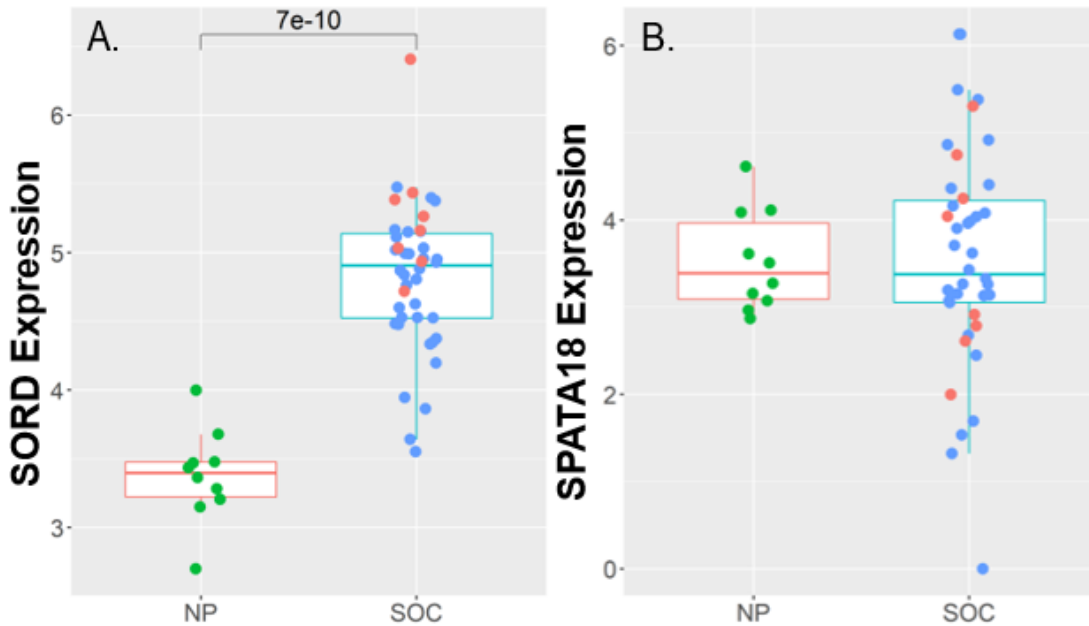 A.
7e-10
SORD Expression
6
5
4
3
NP
SOC
B.
SPATA18 Expression
6
4
2
0
NP
SOC